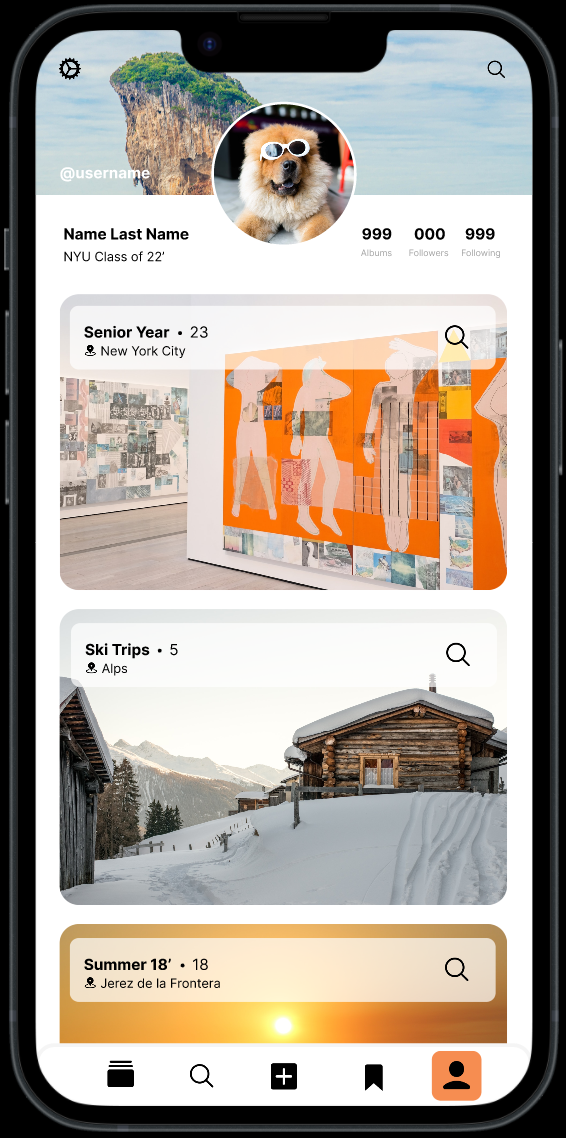 @username
Name Last Name
NYU Class of 22’
999 000 999
Albums Followers Following
Senior Year • 23
New York City
Ski Trips • 5
Alps
Summer 18’ • 18
Jerez de la Frontera